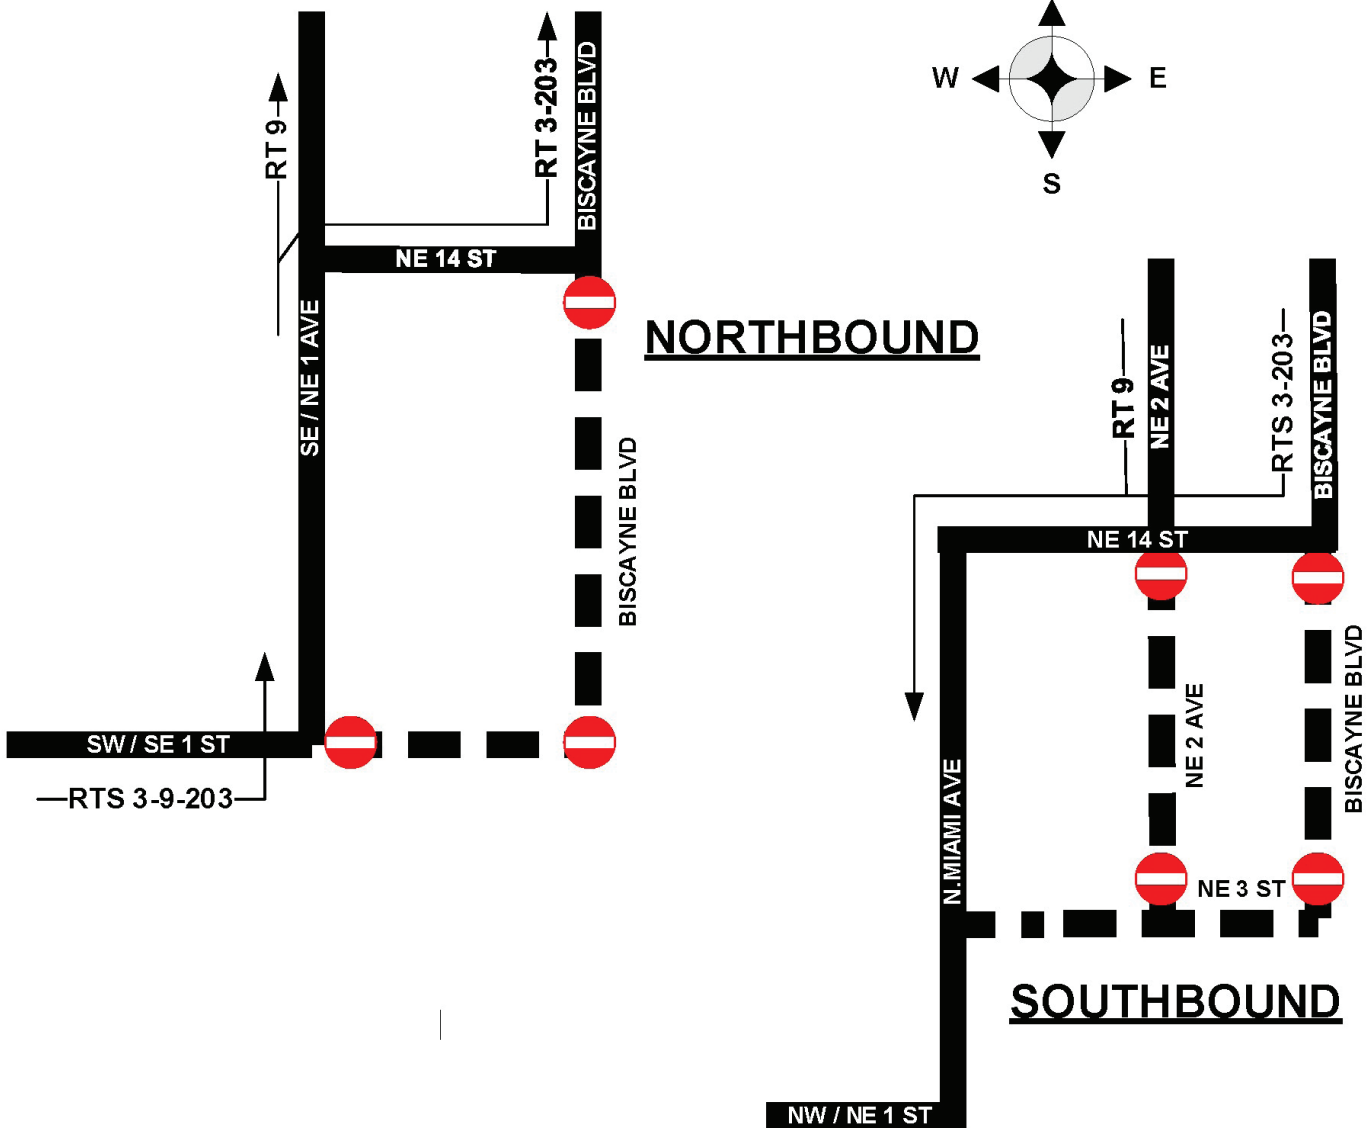 RT 9
RT 3-203
BISCAYNE BLVD
W
E
S
NE 14 ST
NORTHBOUND
SE / NE 1 AVE
BISCAYNE BLVD
SW / SE 1 ST
RTS 3-9-203
RT 9
NE 2 AVE
RTS 3-203
BISCAYNE BLVD
NE 14 ST
NE 2 AVE
BISCAYNE BLVD
N.MIAMI AVE
NE 3 ST
SOUTHBOUND
NW / NE 1 ST